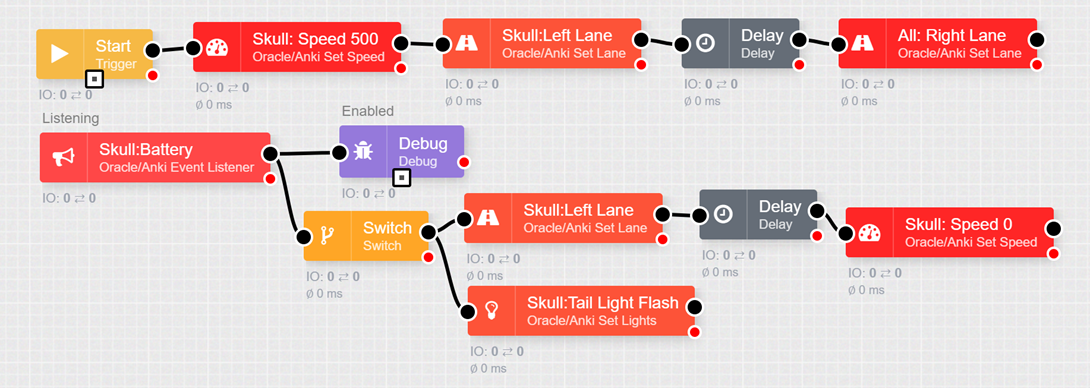 Start
Trigger
IO: 0 ⇄ 0
Skull: Speed 500
Oracle/Anki Set Speed
IO: 0 ⇄ 0
Ø 0 ms
Skull:Left Lane
Oracle/Anki Set Lane
IO: 0 ⇄ 0
Ø 0 ms
Delay
Delay
IO: 0 ⇄ 0
Ø 0 ms
All: Right Lane
Oracle/Anki Set Lane
IO: 0 ⇄ 0
Ø 0 ms
Listening
Skull:Battery
Oracle/Anki Event Listener
IO: 0 ⇄ 0
Enabled
Debug
Debug
IO: 0 ⇄ 0
Switch
Switch
IO: 0 ⇄ 0
Ø 0 ms
Skull:Left Lane
Oracle/Anki Set Lane
IO: 0 ⇄ 0
Ø 0 ms
Delay
Delay
IO: 0 ⇄ 0
Ø 0 ms
Skull: Speed 0
Oracle/Anki Set Speed
IO: 0 ⇄ 0
Ø 0 ms
Skull:Tail Light Flash
Oracle/Anki Set Lights
IO: 0 ⇄ 0
Ø 0 ms